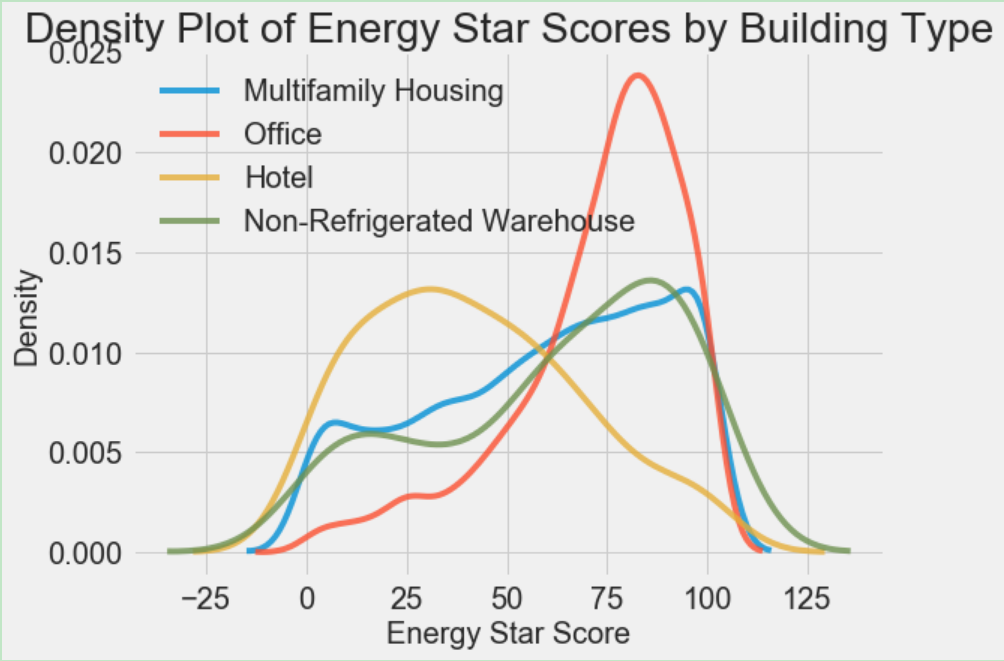 Density Plot of Energy Star Scores by Building Type
0.025
Multifamily Housing
Office
0.020
Hotel
Non-Refrigerated Warehouse
0.015
Density
0.010
0.005
0.000
−25 0 25 50 75 100 125
Energy Star Score